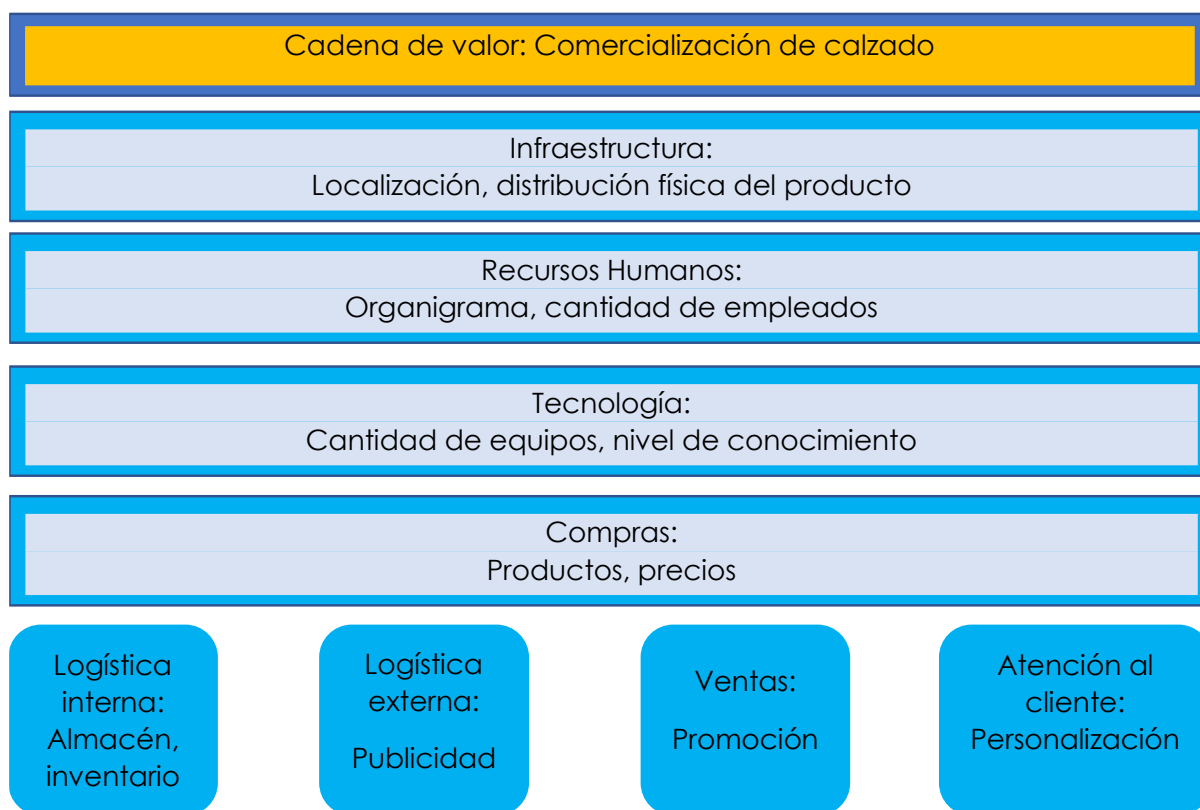 Cadena de valor: Comercialización de calzado
Infraestructura:
Localización, distribución física del producto
Recursos Humanos:
Organigrama, cantidad de empleados
Tecnología:
Cantidad de equipos, nivel de conocimiento
Compras:
Productos, precios
Logística
interna:
Almacén,
inventario
Logística
externa:
Publicidad
Ventas:
Promoción
Atención al
cliente:
Personalización